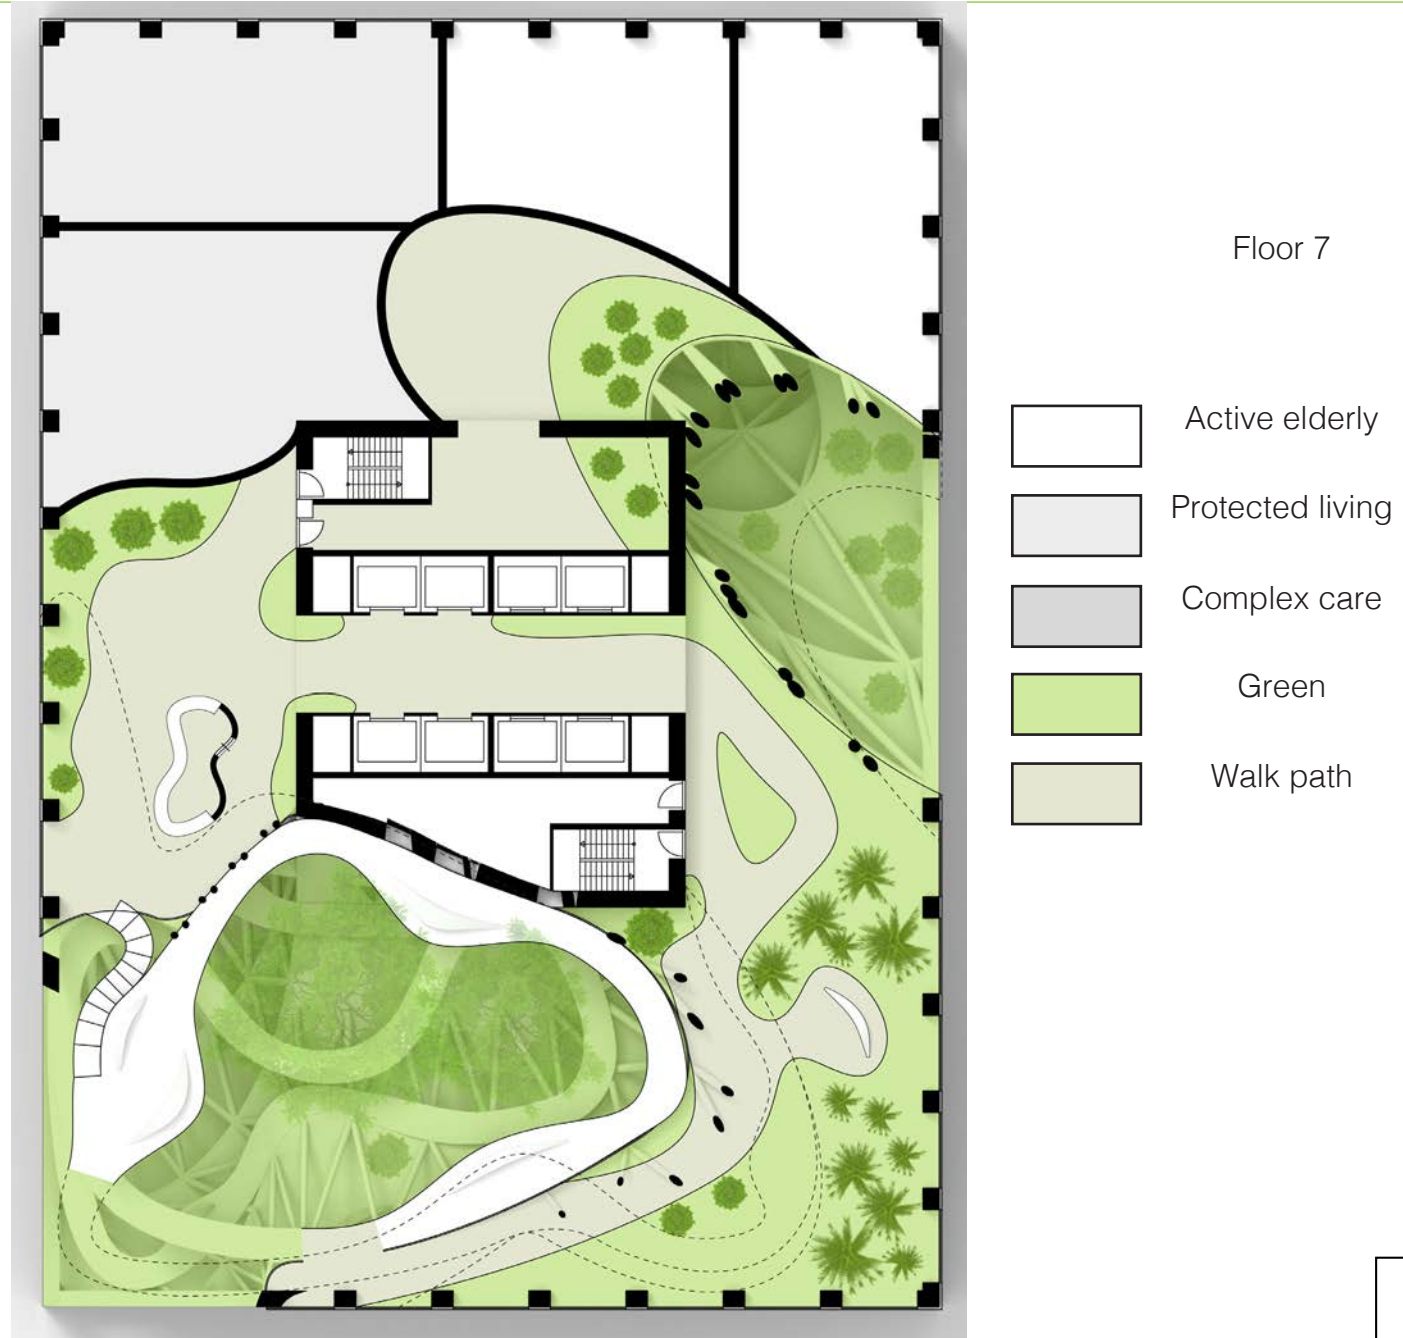 Floor 7
Active elderly
Protected living
Complex care
Green
Walk path